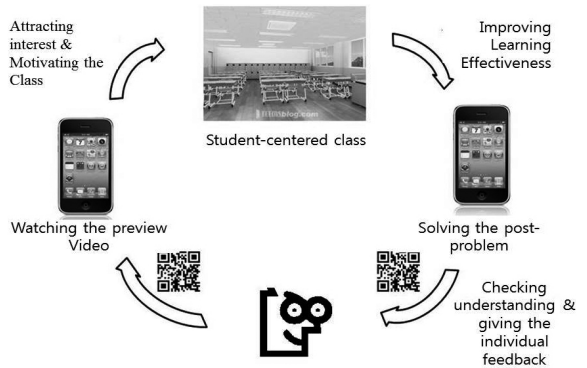 Attracting
interest &
Motivating the
Class
Improving
Learning
Effectiveness
Student-centered class
Watching the preview
Video
Solving the post-
problem
Checking
understanding &
giving the
individual
feedback